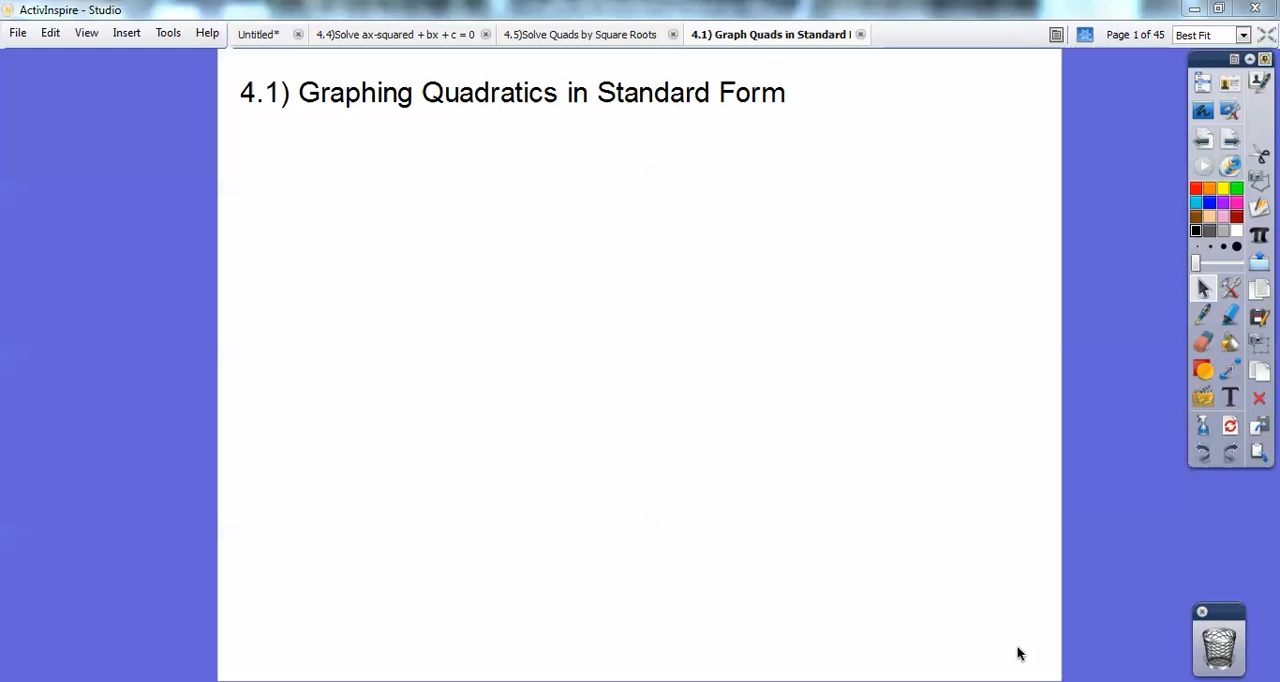 ActivInspire - Studio
File Edit View Insert Tools Help
Untitled* 4.4)Solve ax-squared + bx + c = 0 4.5)Solve Quads by Square Roots 4.1) Graph Quads in Standard Page 1 of 45 Best Fit
4.1) Graphing Quadratics in Standard Form
T